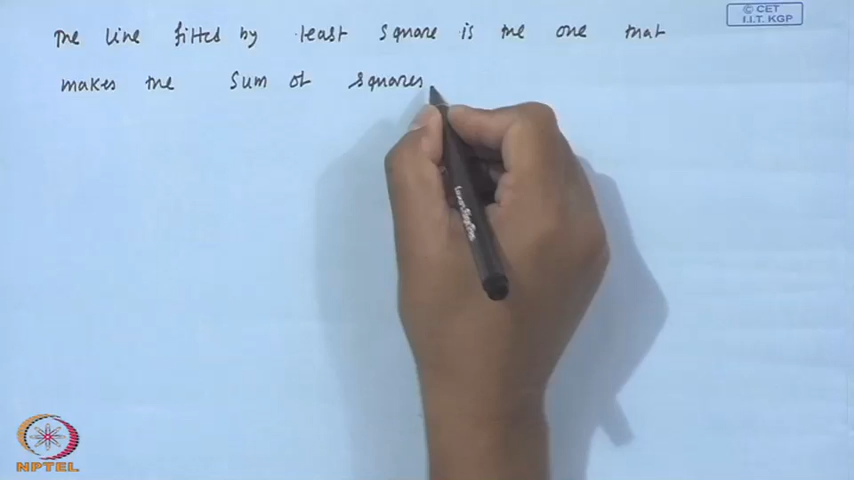 The line fitted by least square is the one that
makes the sum of squares
© CET
I.I.T. KGP
NPTEL